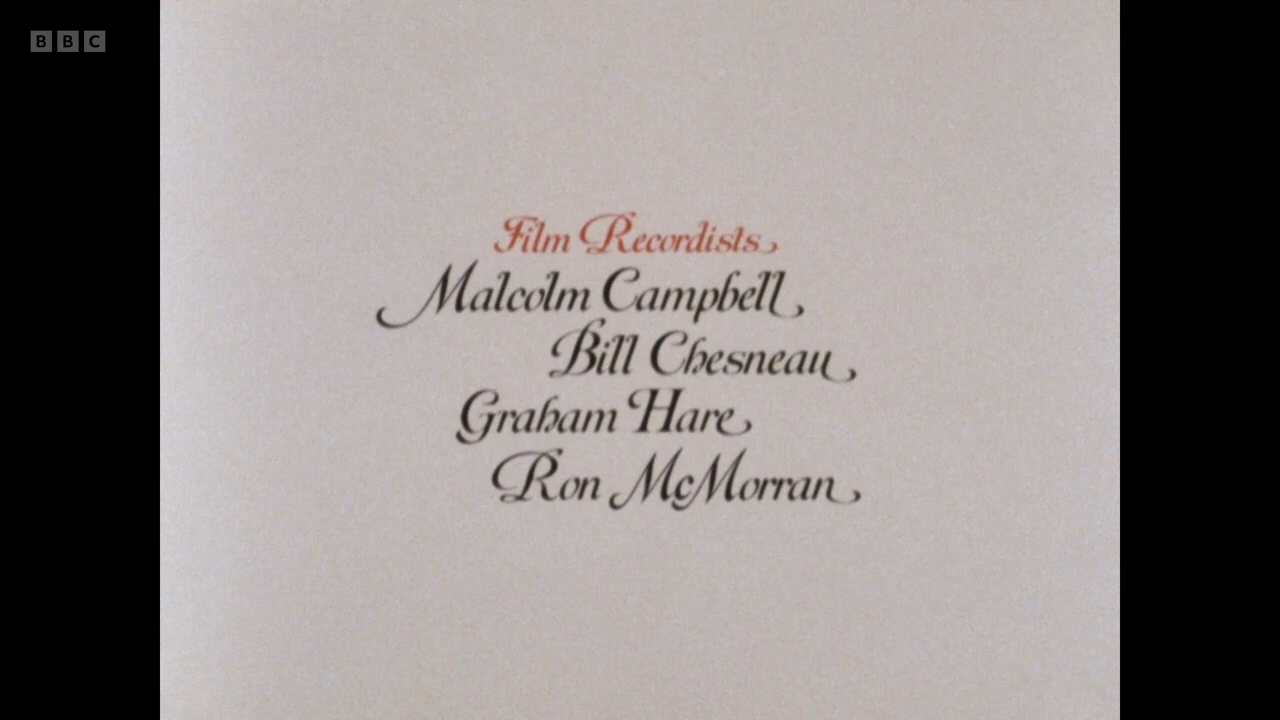 BBC
Film Recordists
Malcolm Campbell
Bill Chesneau
Graham Hare
Ron McMorran